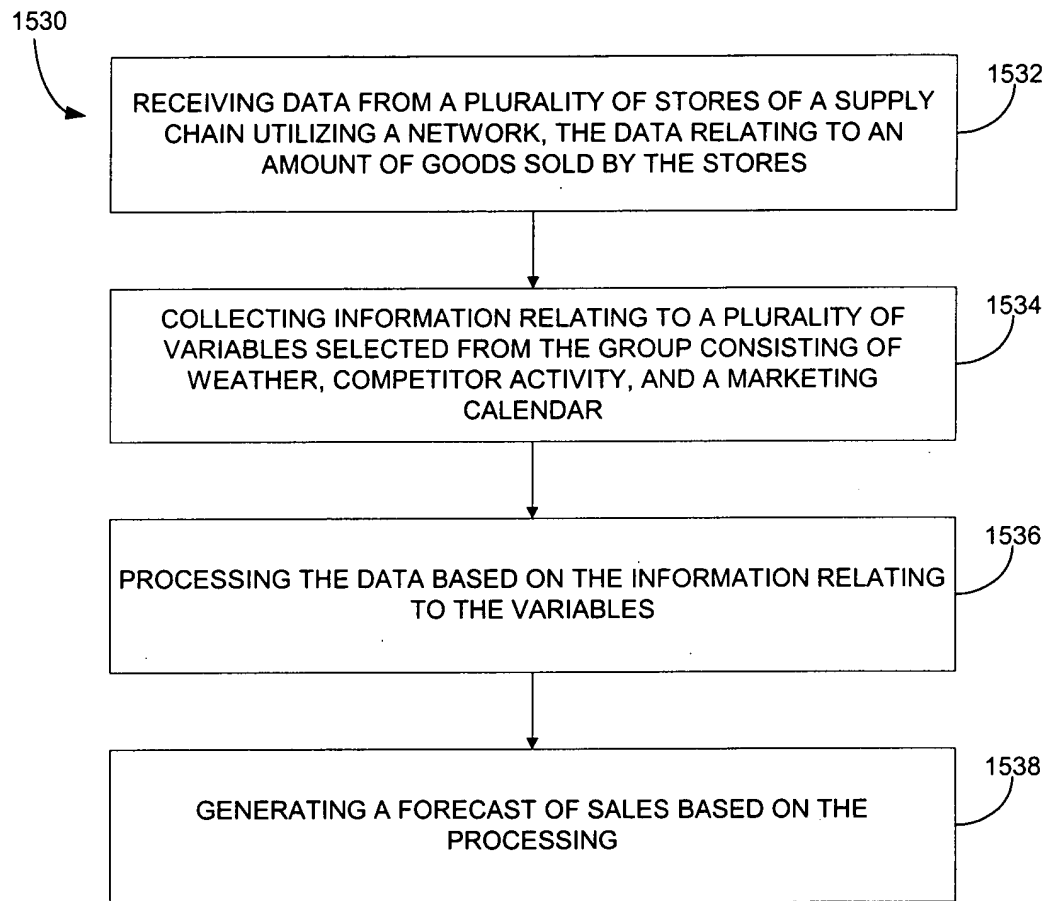 1530
1532
RECEIVING DATA FROM A PLURALITY OF STORES OF A SUPPLY
CHAIN UTILIZING A NETWORK, THE DATA RELATING TO AN
AMOUNT OF GOODS SOLD BY THE STORES
1534
COLLECTING INFORMATION RELATING TO A PLURALITY OF
VARIABLES SELECTED FROM THE GROUP CONSISTING OF
WEATHER, COMPETITOR ACTIVITY, AND A MARKETING
CALENDAR
1536
PROCESSING THE DATA BASED ON THE INFORMATION RELATING
TO THE VARIABLES
1538
GENERATING A FORECAST OF SALES BASED ON THE
PROCESSING